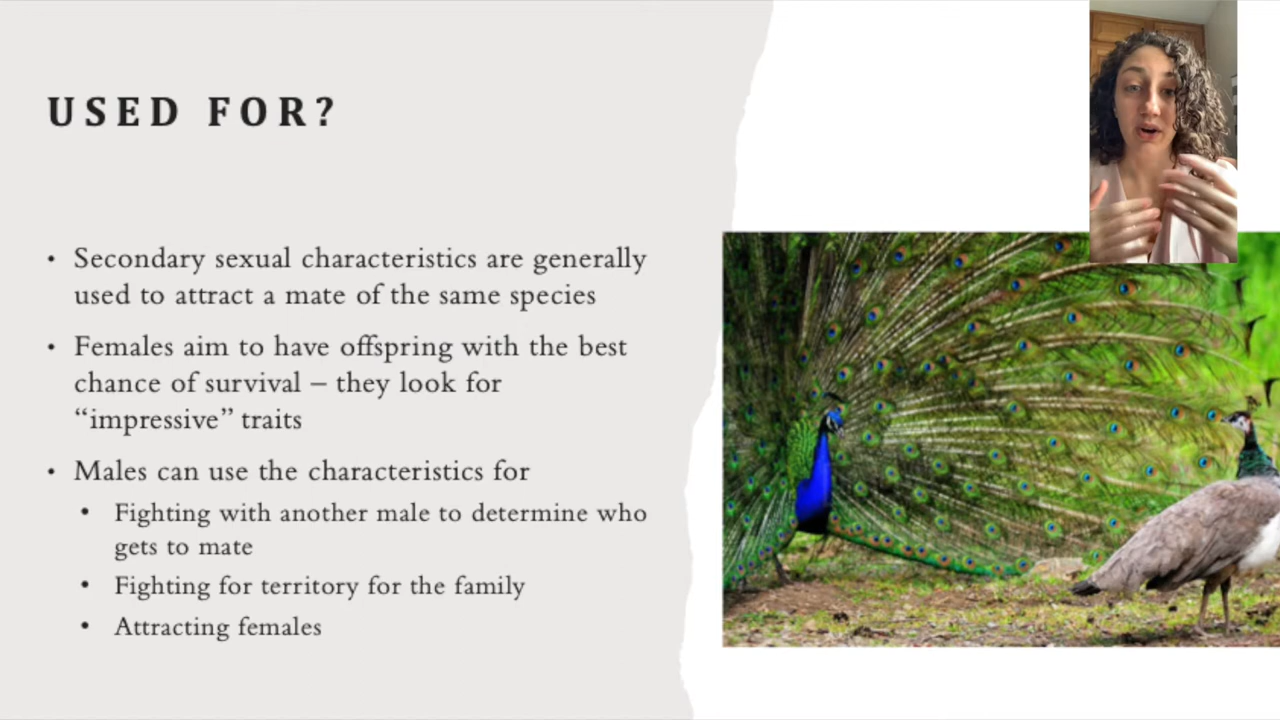 USED FOR?
• Secondary sexual characteristics are generally
used to attract a mate of the same species
• Females aim to have offspring with the best
chance of survival – they look for
“impressive” traits
• Males can use the characteristics for
• Fighting with another male to determine who
gets to mate
• Fighting for territory for the family
• Attracting females